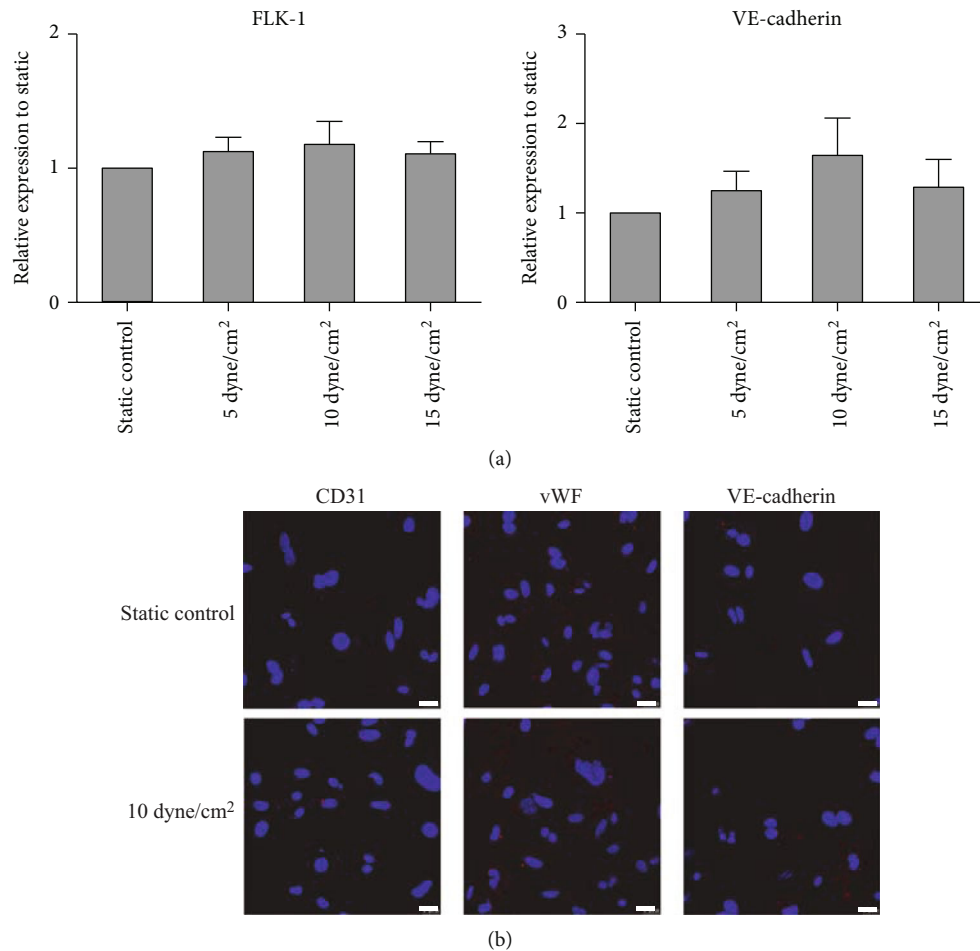 FLK-1
Relative expression to static
2
1
0
Static control
5 dyne/cm²
10 dyne/cm²
15 dyne/cm²
VE-cadherin
Relative expression to static
3
2
1
0
Static control
5 dyne/cm²
10 dyne/cm²
15 dyne/cm²
(a)
CD31 vWF VE-cadherin
Static control
10 dyne/cm²
(b)